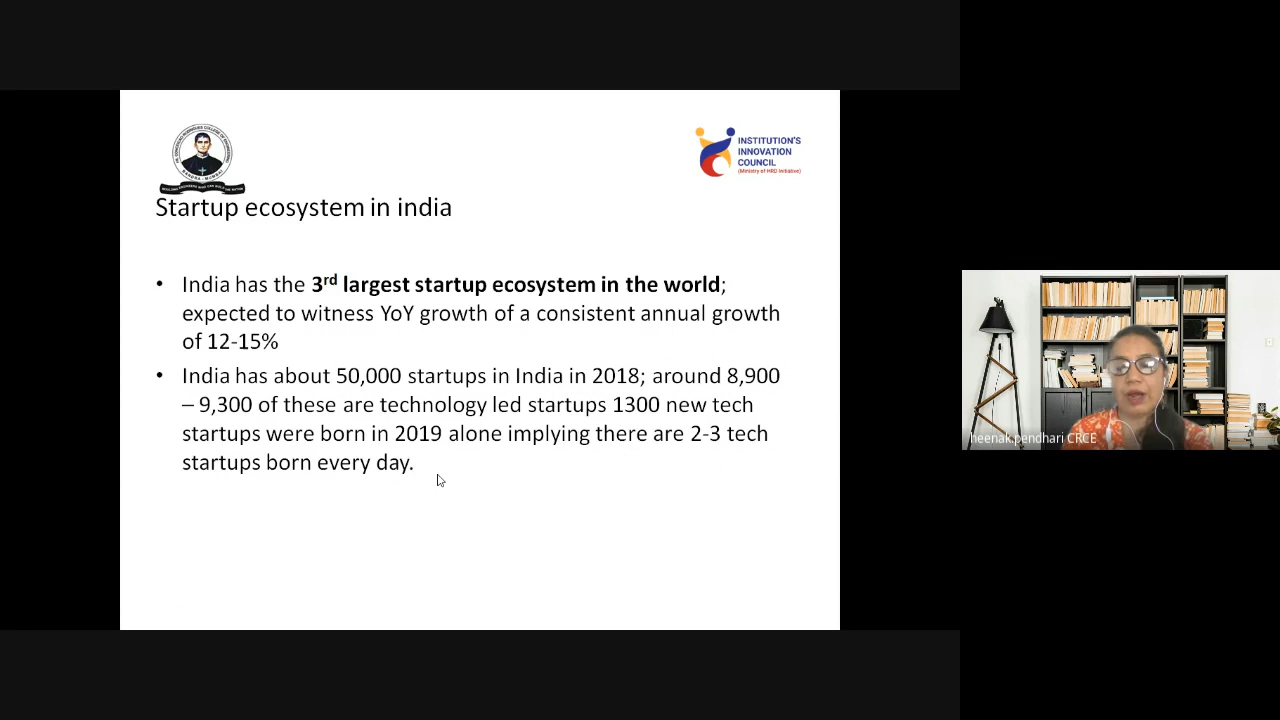 INSTITUTION'S
INNOVATION
COUNCIL
(Ministry of HRD Initiative)
Startup ecosystem in india
• India has the 3rd largest startup ecosystem in the world;
expected to witness YoY growth of a consistent annual growth
of 12-15%
• India has about 50,000 startups in India in 2018; around 8,900
– 9,300 of these are technology led startups 1300 new tech
startups were born in 2019 alone implying there are 2-3 tech
startups born every day.
heenak.pendhari CRCE